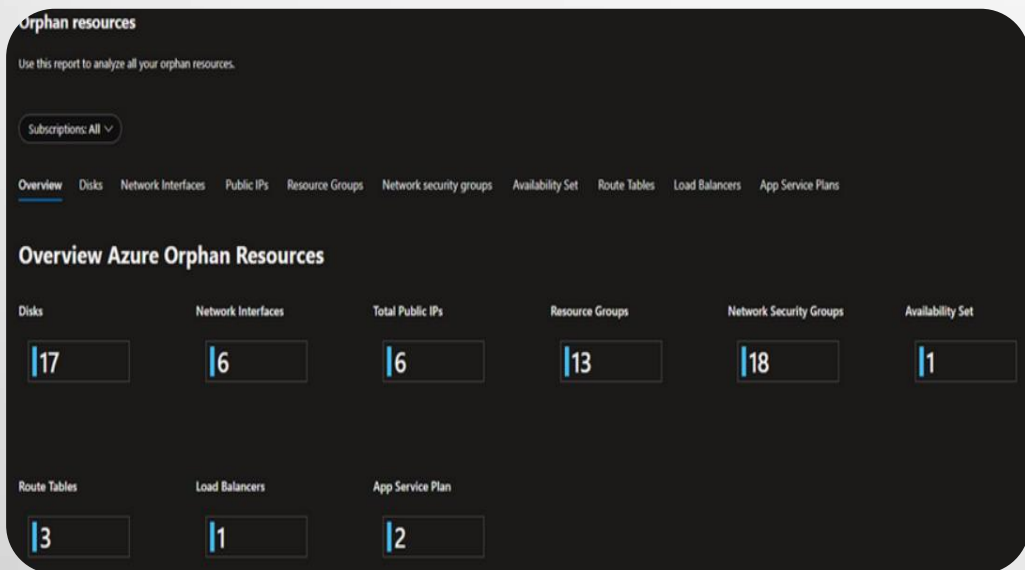 Orphan resources
Use this report to analyze all your orphan resources.
Subscriptions: All
Overview Disks Network Interfaces Public IPs Resource Groups Network security groups Availability Set Route Tables Load Balancers App Service Plans
Overview Azure Orphan Resources
Disks Network Interfaces Total Public IPs Resource Groups Network Security Groups Availability Set
17 6 6 13 18 1
Route Tables Load Balancers App Service Plan
3 1 2